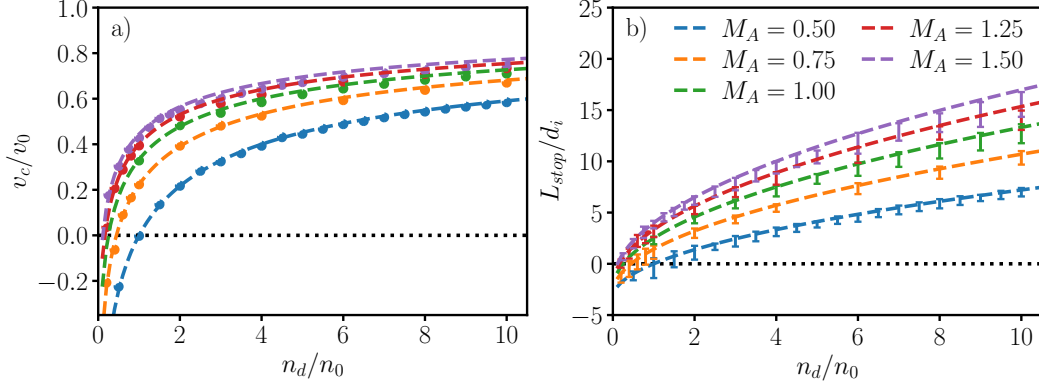 a)
1.0
0.8
0.6
0.4
0.2
0.0
−0.2
v_c/v_0
0 2 4 6 8 10
n_d/n_0
b)
25
20
15
10
5
0
−5
L_{stop}/d_i
M_A = 0.50
M_A = 0.75
M_A = 1.00
M_A = 1.25
M_A = 1.50
0 2 4 6 8 10
n_d/n_0